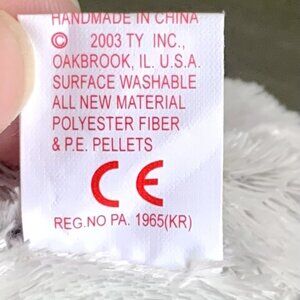 HANDMADE IN CHINA
© 2003 TY INC.,
OAKBROOK, IL. U.S.A.
SURFACE WASHABLE
ALL NEW MATERIAL
POLYESTER FIBER
& P.E. PELLETS
CE
REG.NO PA. 1965(KR)